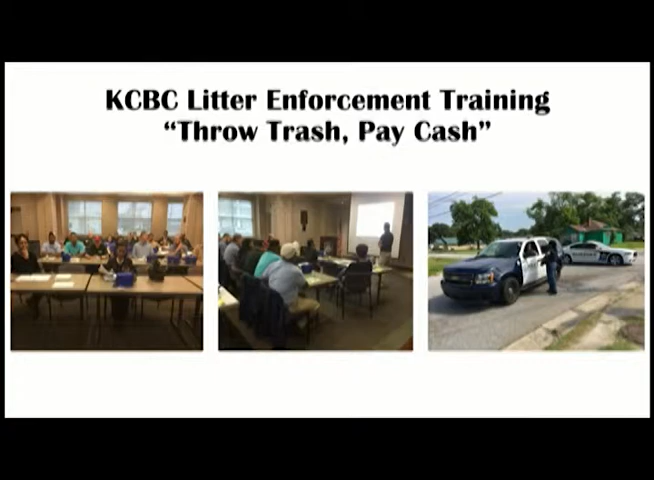 KCBC Litter Enforcement Training
“Throw Trash, Pay Cash”